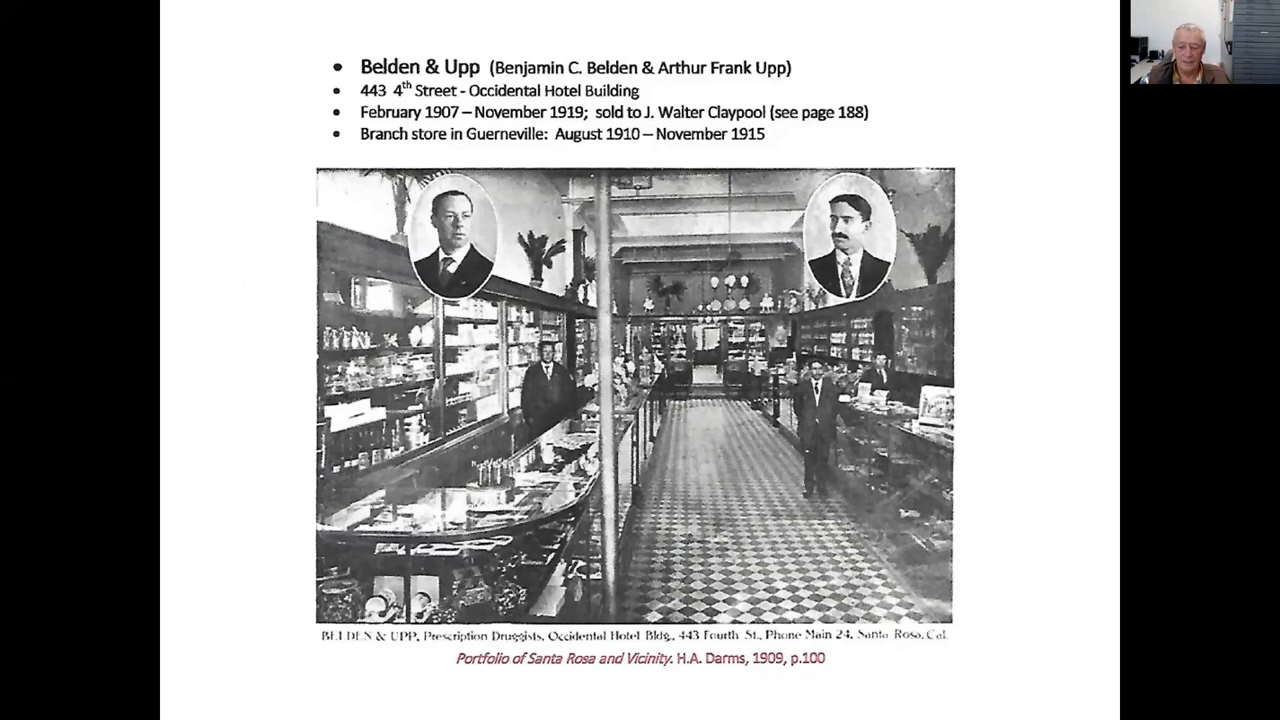 Belden & Upp (Benjamin C. Belden & Arthur Frank Upp)
443 4th Street - Occidental Hotel Building
February 1907 – November 1919; sold to J. Walter Claypool (see page 188)
Branch store in Guerneville: August 1910 – November 1915
BELDEN & UPP, Prescription Druggists, Occidental Hotel Bldg., 443 Fourth St., Phone Main 24, Santa Rosa, Cal.
Portfolio of Santa Rosa and Vicinity. H.A. Darms, 1909, p.100